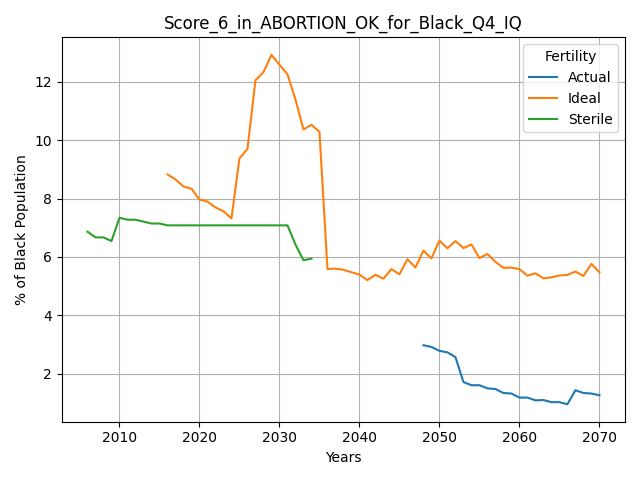 Score_6_in_ABORTION_OK_for_Black_Q4_IQ
Fertility
Actual
Ideal
Sterile
% of Black Population
12
10
8
6
4
2
2010 2020 2030 2040 2050 2060 2070
Years